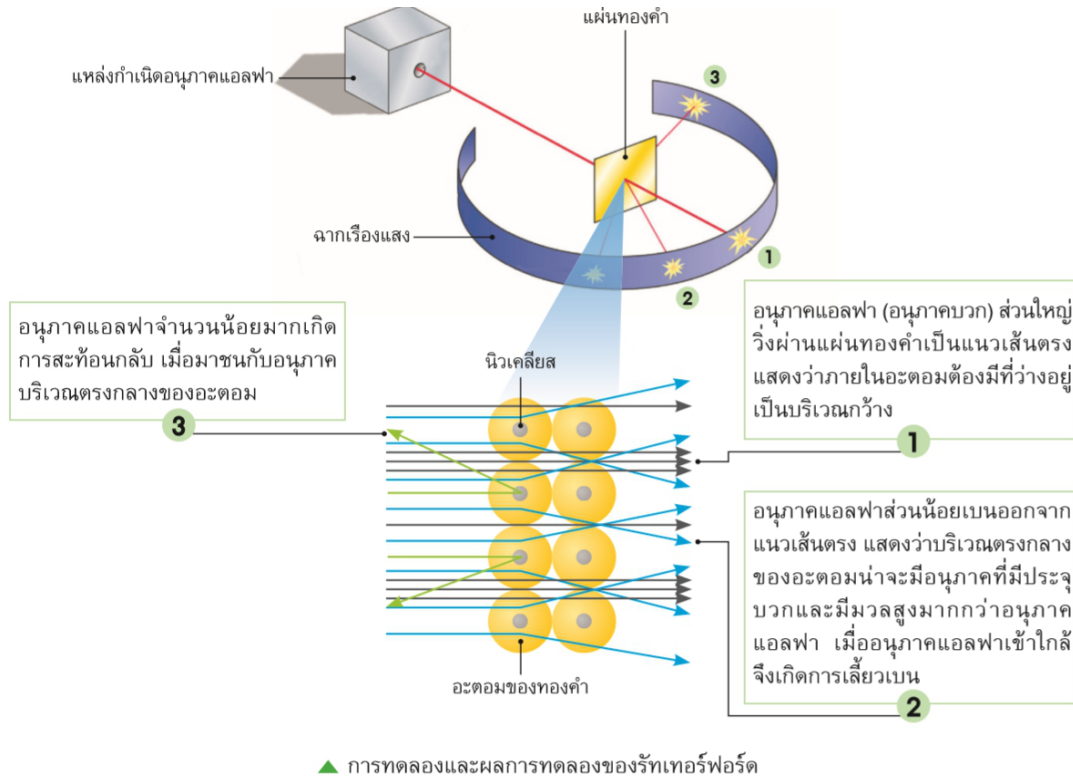 แผ่นทองคำ
แหล่งกำเนิดอนุภาคแอลฟา
3
ฉากเรืองแสง
1
2
อนุภาคแอลฟาจำนวนน้อยมากเกิด
การสะท้อนกลับ เมื่อมาชนกับอนุภาค
บริเวณตรงกลางของอะตอม
3
นิวเคลียส
อนุภาคแอลฟา (อนุภาคบวก) ส่วนใหญ่
วิ่งผ่านแผ่นทองคำเป็นแนวเส้นตรง
แสดงว่าภายในอะตอมต้องมีที่ว่างอยู่
เป็นบริเวณกว้าง
1
อนุภาคแอลฟาส่วนน้อยเบนออกจาก
แนวเส้นตรง แสดงว่าบริเวณตรงกลาง
ของอะตอมน่าจะมีอนุภาคที่มีประจุ
บวกและมีมวลสูงมากกว่าอนุภาค
แอลฟา เมื่ออนุภาคแอลฟาเข้าใกล้
จึงเกิดการเลี้ยวเบน
2
อะตอมของทองคำ
▲ การทดลองและผลการทดลองของรัทเทอร์ฟอร์ด